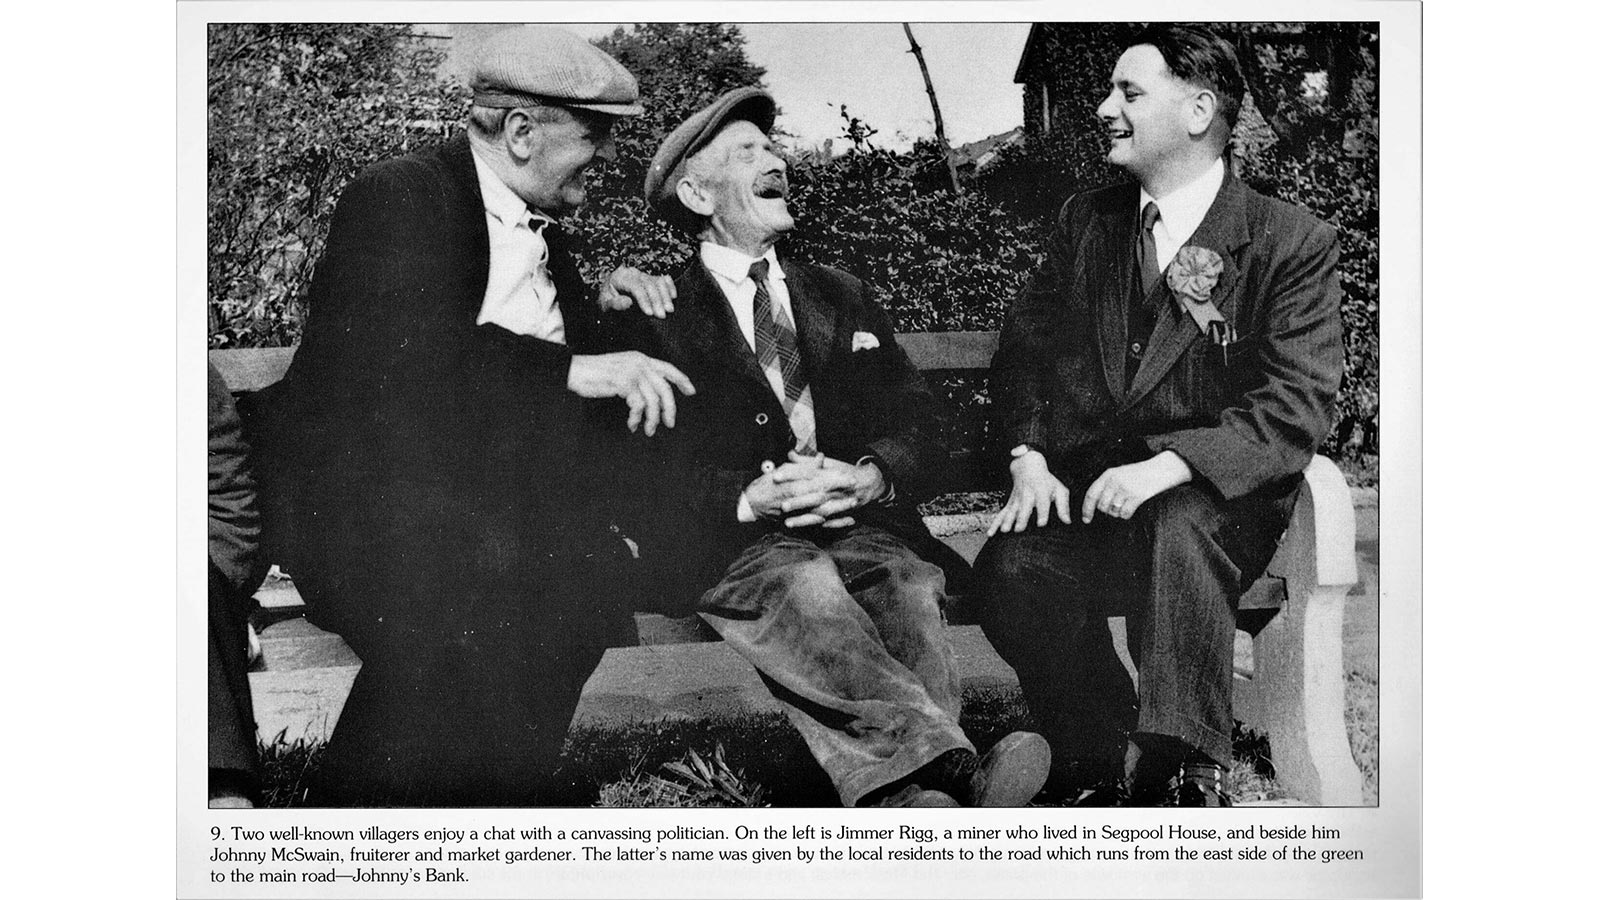 9. Two well-known villagers enjoy a chat with a canvassing politician. On the left is Jimmer Rigg, a miner who lived in Segpool House, and beside him
Johnny McSwain, fruiterer and market gardener. The latter's name was given by the local residents to the road which runs from the east side of the green
to the main road—Johnny's Bank.